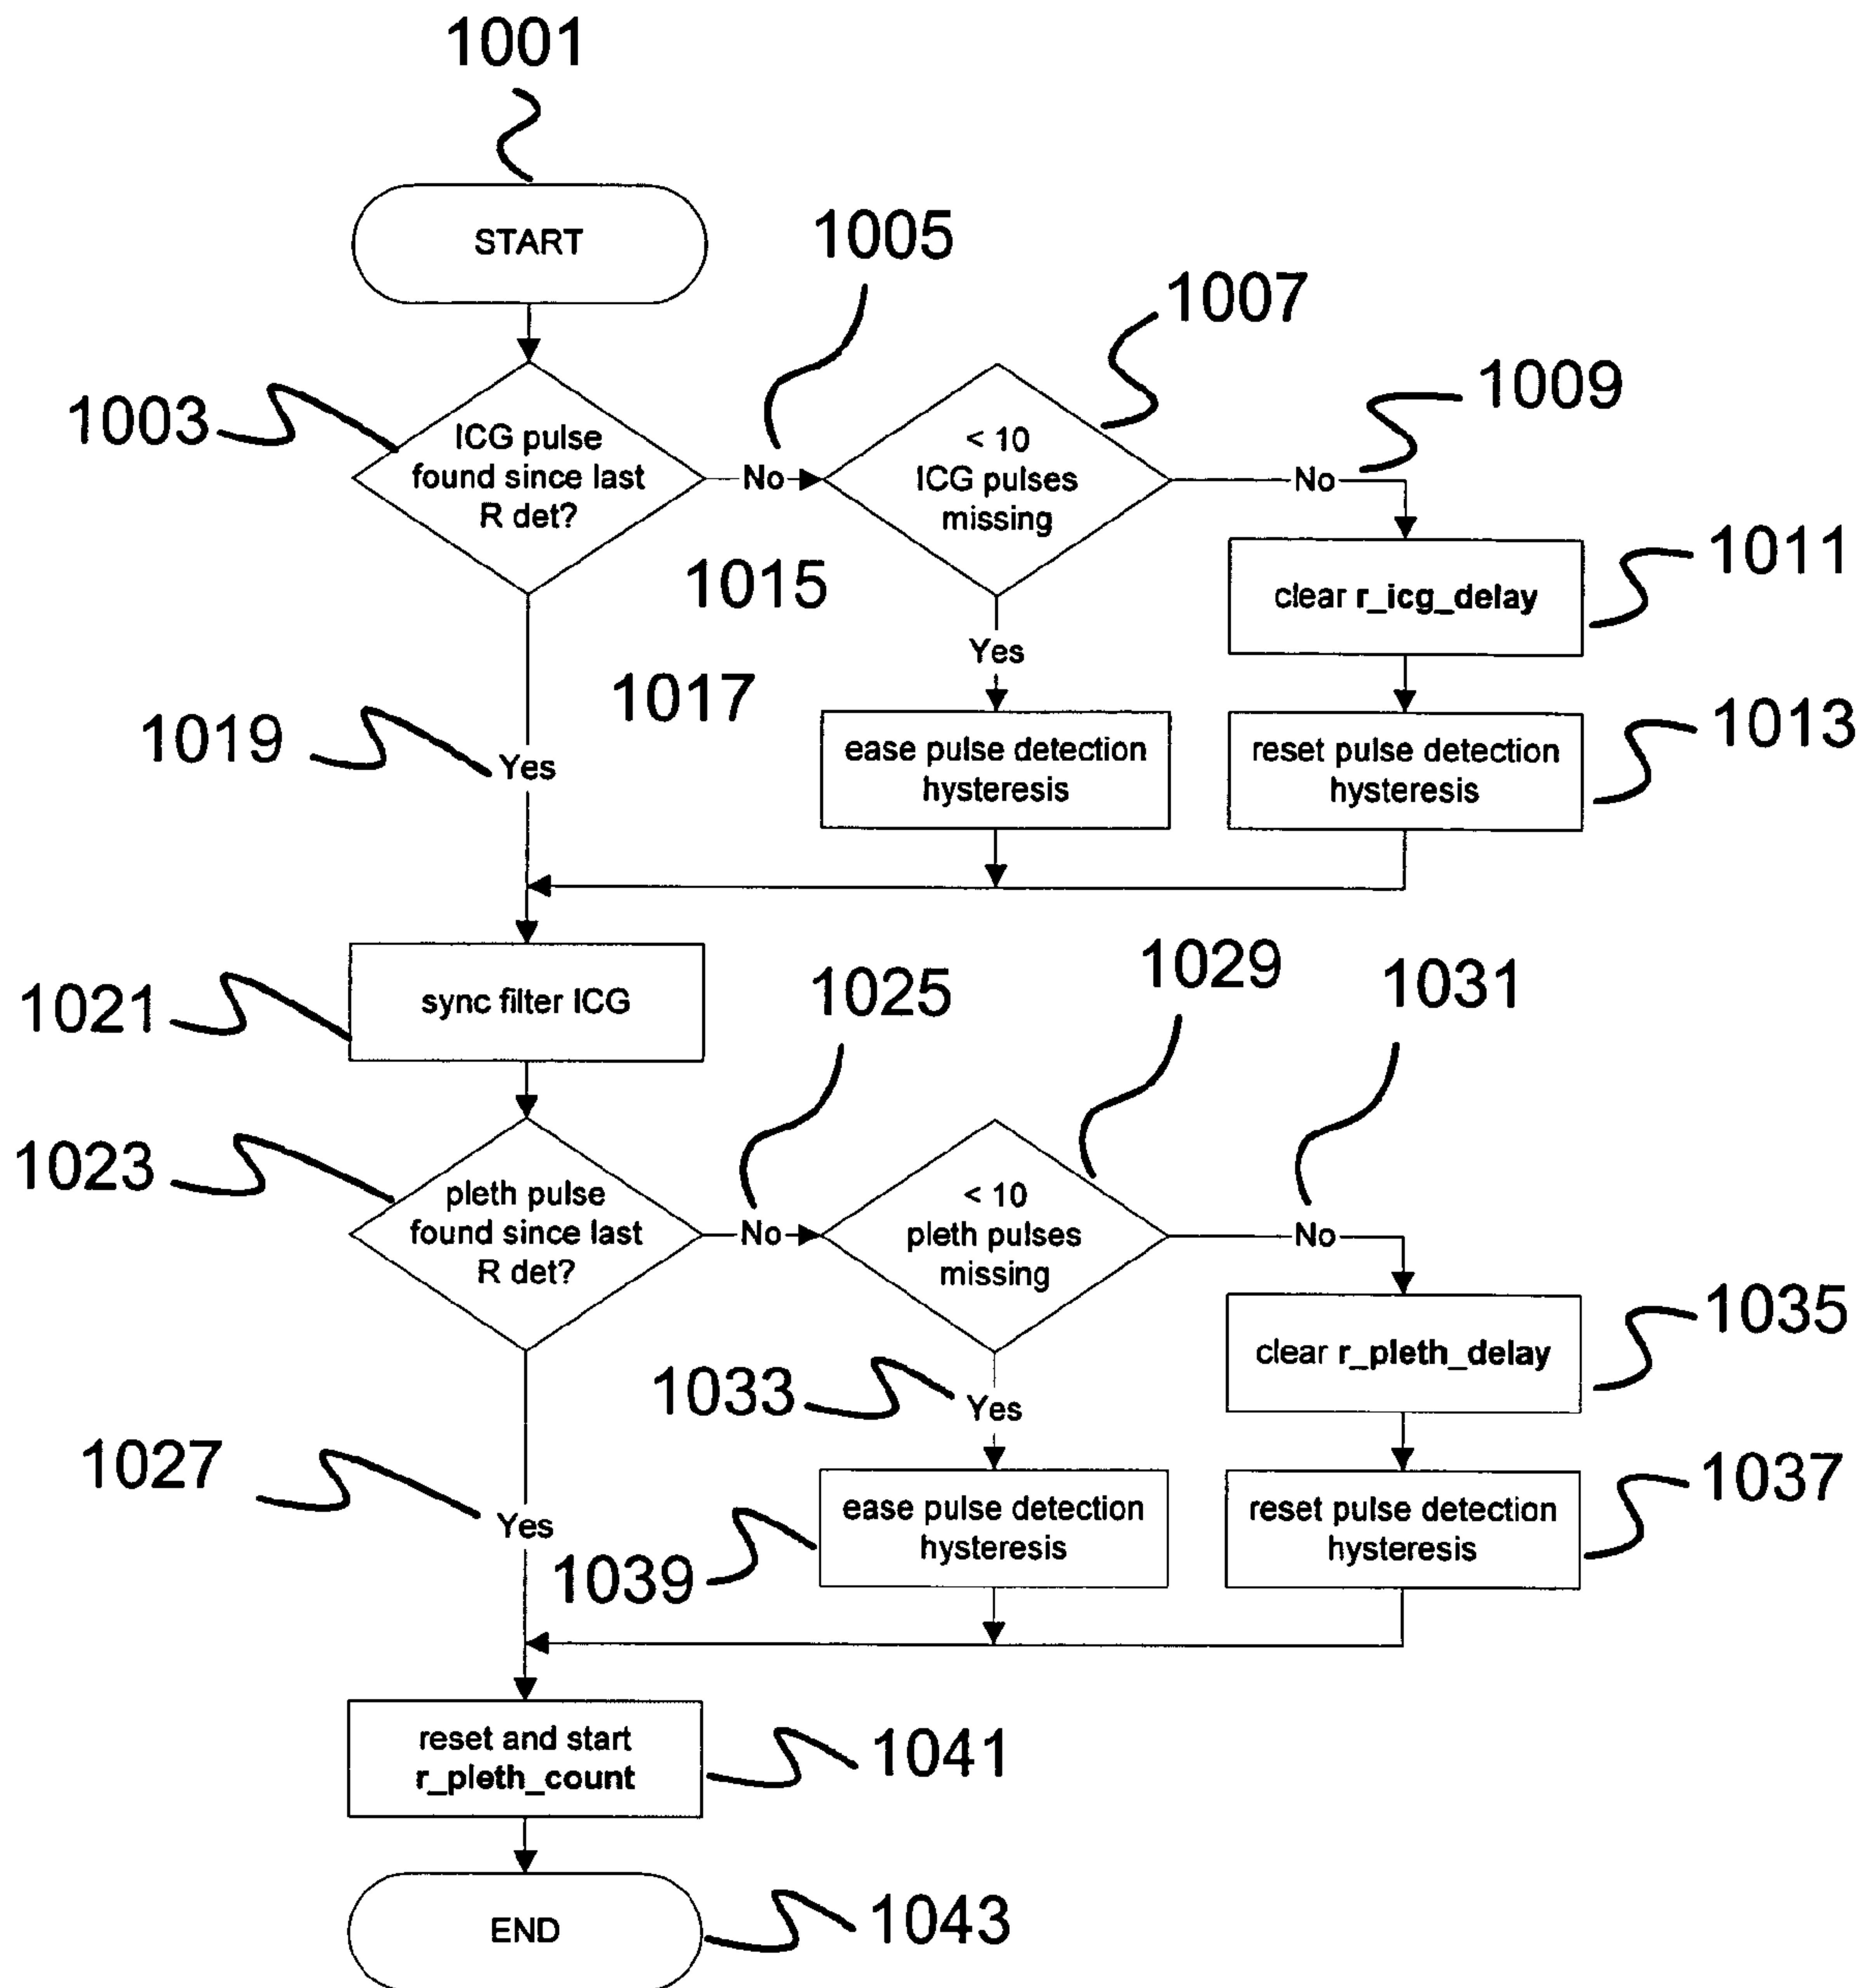 1001
START
1005
1007
1009
1003
ICG pulse
found since last
R det?
No
< 10
ICG pulses
missing
No
1011
clear r_icg_delay
1015
Yes
1017
1019
Yes
ease pulse detection
hysteresis
reset pulse detection
hysteresis
1013
1021
sync filter ICG
1025
1029
1031
1023
pleth pulse
found since last
R det?
No
< 10
pleth pulses
missing
No
1035
clear r_pleth_delay
1033
Yes
1027
Yes
1039
ease pulse detection
hysteresis
reset pulse detection
hysteresis
1037
reset and start
r_pleth_count
1041
END
1043